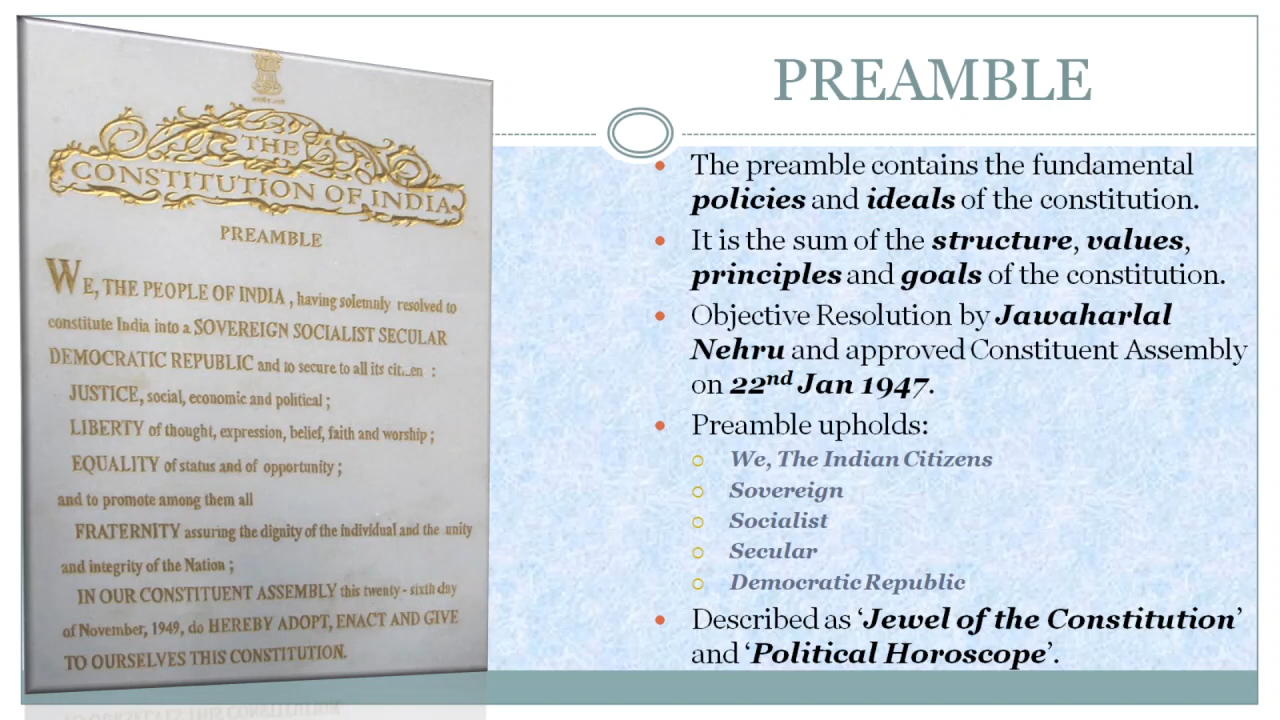 THE
CONSTITUTION OF INDIA
PREAMBLE
WE, THE PEOPLE OF INDIA , having solemnly resolved to
constitute India into a SOVEREIGN SOCIALIST SECULAR
DEMOCRATIC REPUBLIC and to secure to all its cit...en :
JUSTICE, social, economic and political ;
LIBERTY of thought, expression, belief, faith and worship ;
EQUALITY of status and of opportunity ;
and to promote among them all
FRATERNITY assuring the dignity of the individual and the unity
and integrity of the Nation ;
IN OUR CONSTITUENT ASSEMBLY this twenty - sixth day
of November, 1949, do HEREBY ADOPT, ENACT AND GIVE
TO OURSELVES THIS CONSTITUTION.
PREAMBLE
• The preamble contains the fundamental
policies and ideals of the constitution.
• It is the sum of the structure, values,
principles and goals of the constitution.
• Objective Resolution by Jawaharlal
Nehru and approved Constituent Assembly
on 22nd Jan 1947.
• Preamble upholds:
○ We, The Indian Citizens
○ Sovereign
○ Socialist
○ Secular
○ Democratic Republic
• Described as ‘Jewel of the Constitution’
and ‘Political Horoscope’.